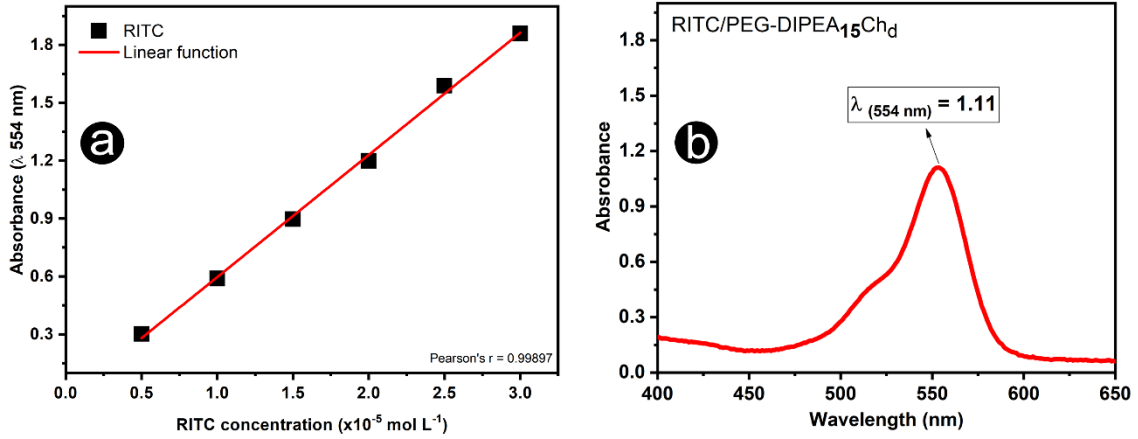 RITC
Linear function
a
Absorbance (λ 554 nm)
1.8
1.5
1.2
0.9
0.6
0.3
Pearson's r = 0.99897
0.0 0.5 1.0 1.5 2.0 2.5 3.0
RITC concentration (x10⁻⁵ mol L⁻¹)
RITC/PEG-DIPEA₁₅Ch_d
λ (554 nm) = 1.11
b
Absrobance
1.8
1.5
1.2
0.9
0.6
0.3
0.0
400 450 500 550 600 650
Wavelength (nm)